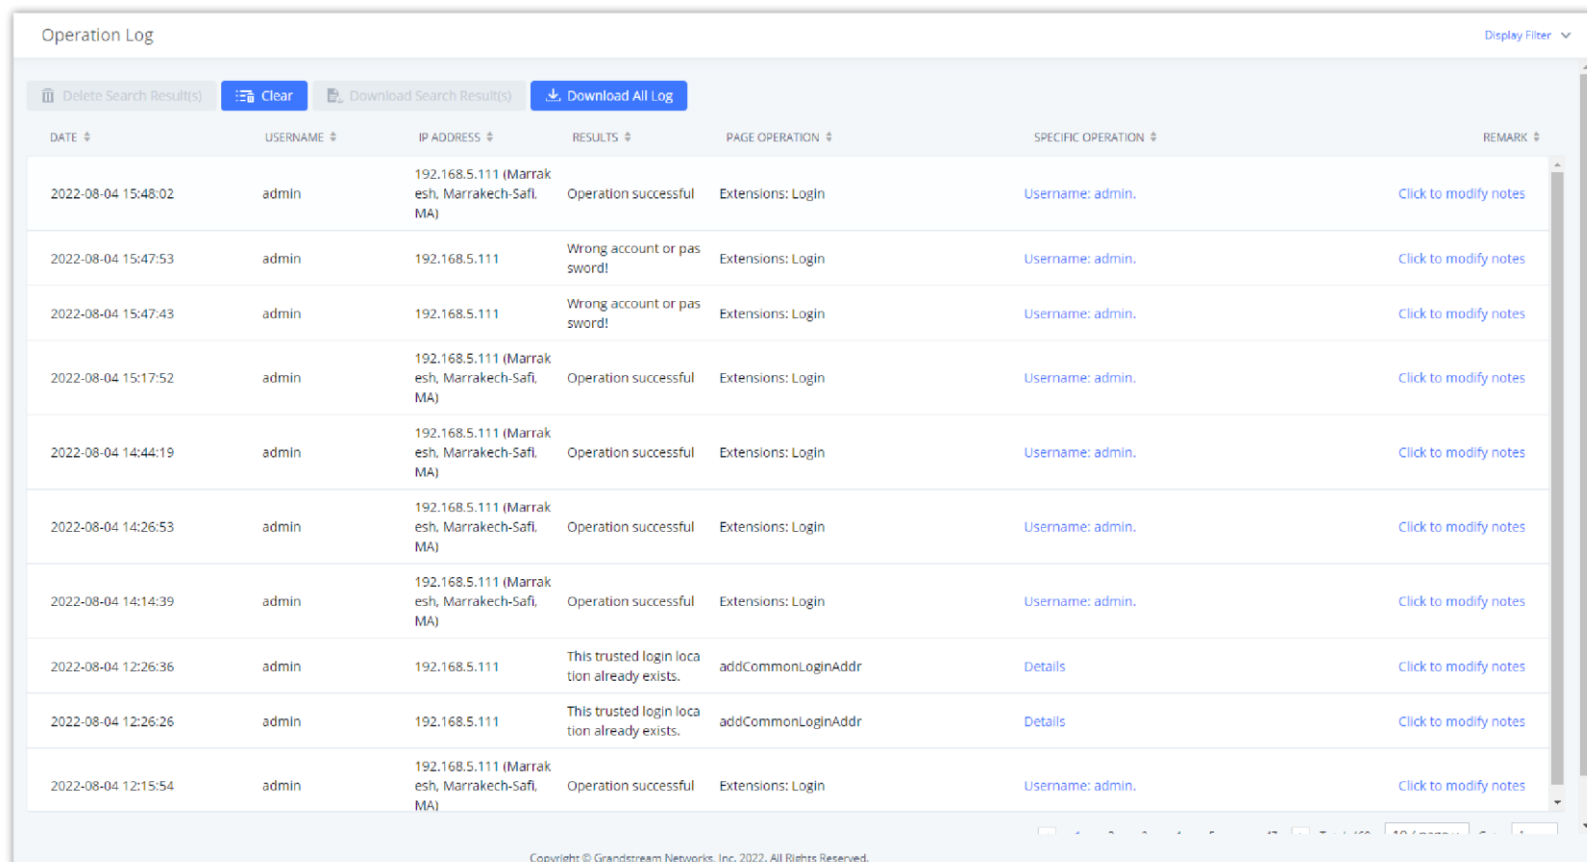 Operation Log
Display Filter
Delete Search Result(s) Clear Download Search Result(s) Download All Log
DATE USERNAME IP ADDRESS RESULTS PAGE OPERATION SPECIFIC OPERATION REMARK
192.168.5.111 (Marrak
2022-08-04 15:48:02 admin esh, Marrakech-Safi, Operation successful Extensions: Login Username: admin. Click to modify notes
MA)
Wrong account or pas
2022-08-04 15:47:53 admin 192.168.5.111 Extensions: Login Username: admin. Click to modify notes
sword!
Wrong account or pas
2022-08-04 15:47:43 admin 192.168.5.111 Extensions: Login Username: admin. Click to modify notes
sword!
192.168.5.111 (Marrak
2022-08-04 15:17:52 admin esh, Marrakech-Safi, Operation successful Extensions: Login Username: admin. Click to modify notes
MA)
192.168.5.111 (Marrak
2022-08-04 14:44:19 admin esh, Marrakech-Safi, Operation successful Extensions: Login Username: admin. Click to modify notes
MA)
192.168.5.111 (Marrak
2022-08-04 14:26:53 admin esh, Marrakech-Safi, Operation successful Extensions: Login Username: admin. Click to modify notes
MA)
192.168.5.111 (Marrak
2022-08-04 14:14:39 admin esh, Marrakech-Safi, Operation successful Extensions: Login Username: admin. Click to modify notes
MA)
This trusted login loca
2022-08-04 12:26:36 admin 192.168.5.111 addCommonLoginAddr Details Click to modify notes
tion already exists.
This trusted login loca
2022-08-04 12:26:26 admin 192.168.5.111 addCommonLoginAddr Details Click to modify notes
tion already exists.
192.168.5.111 (Marrak
2022-08-04 12:15:54 admin esh, Marrakech-Safi, Operation successful Extensions: Login Username: admin. Click to modify notes
MA)
Copyright © Grandstream Networks, Inc. 2022. All Rights Reserved.